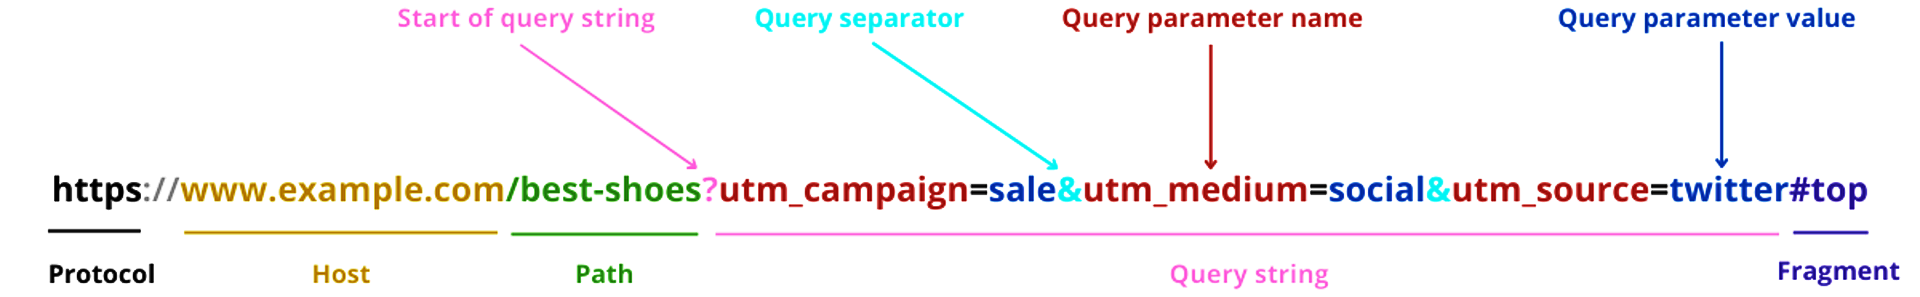 Start of query string Query separator Query parameter name Query parameter value
https://www.example.com/best-shoes?utm_campaign=sale&utm_medium=social&utm_source=twitter#top
Protocol Host Path Query string Fragment